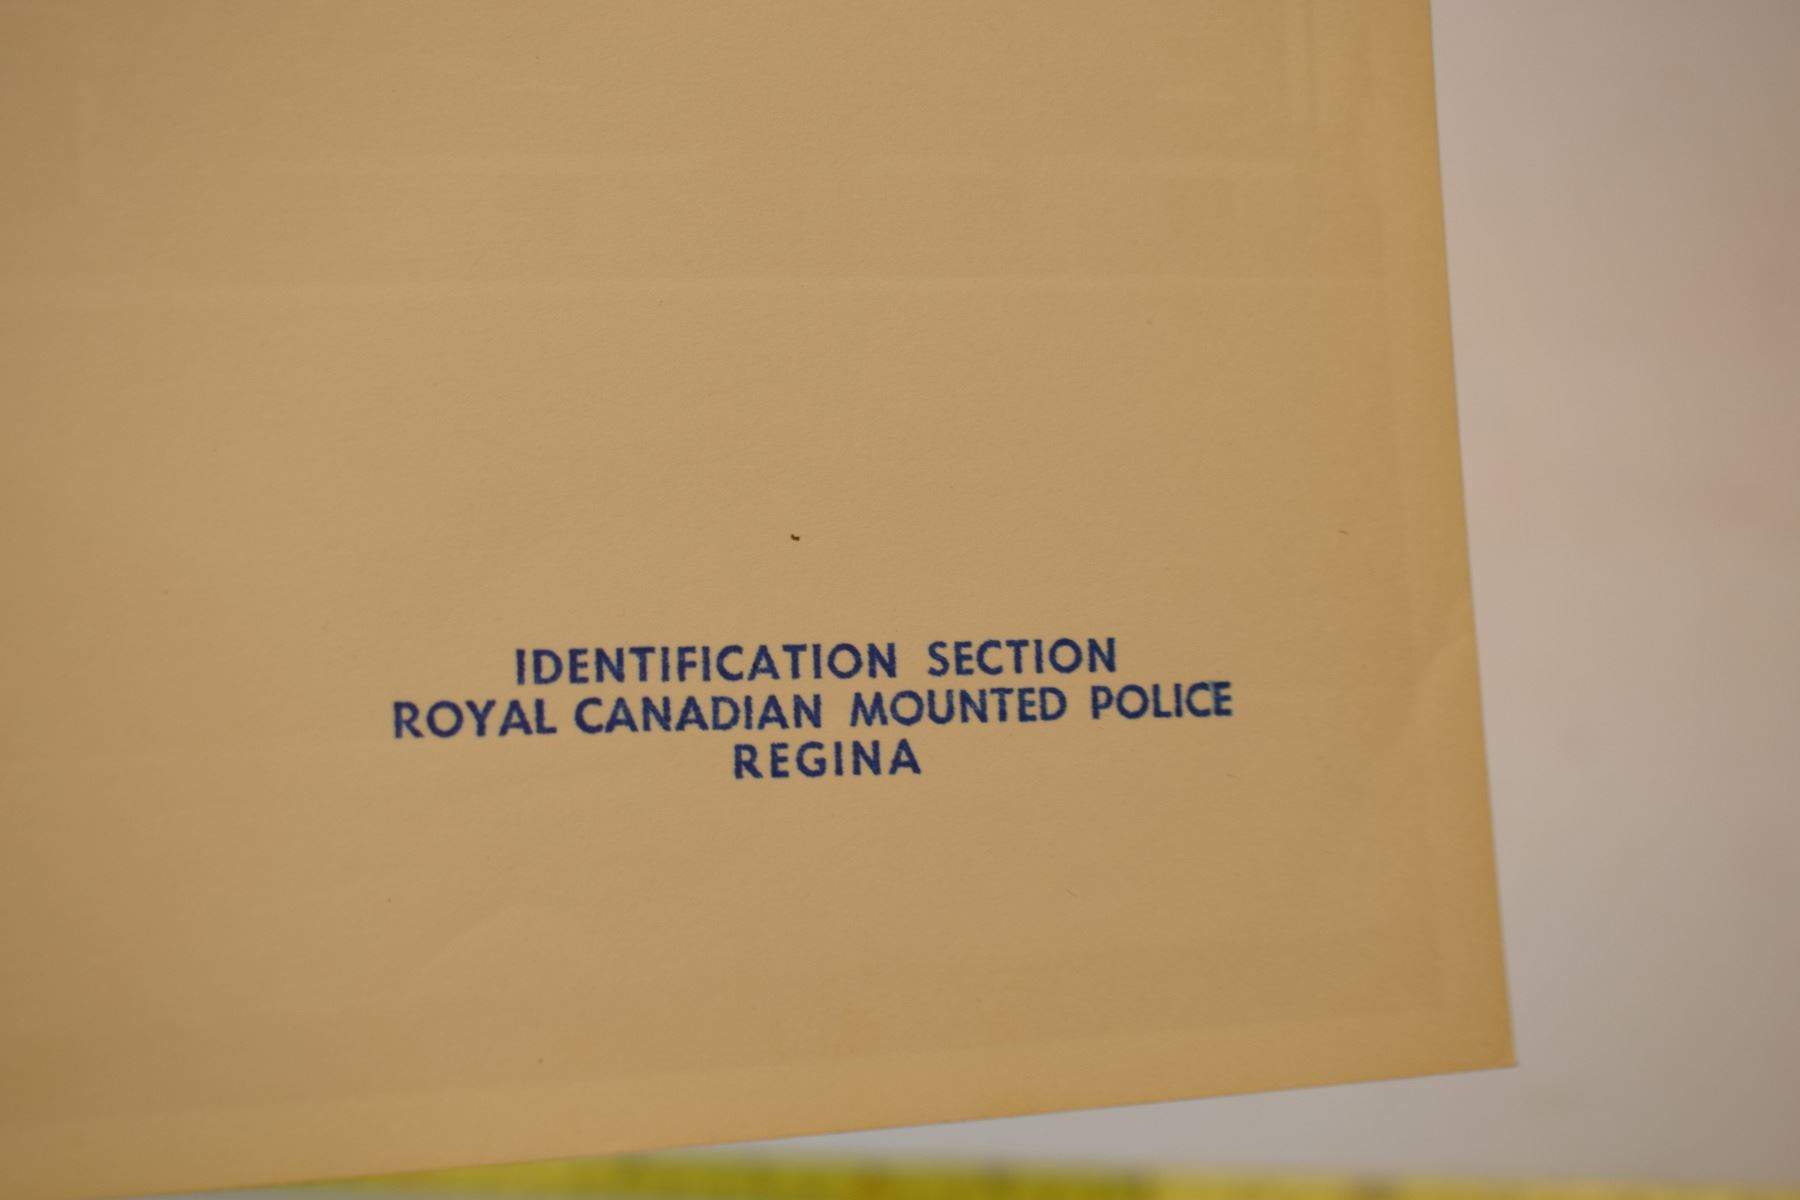 IDENTIFICATION SECTION
ROYAL CANADIAN MOUNTED POLICE
REGINA